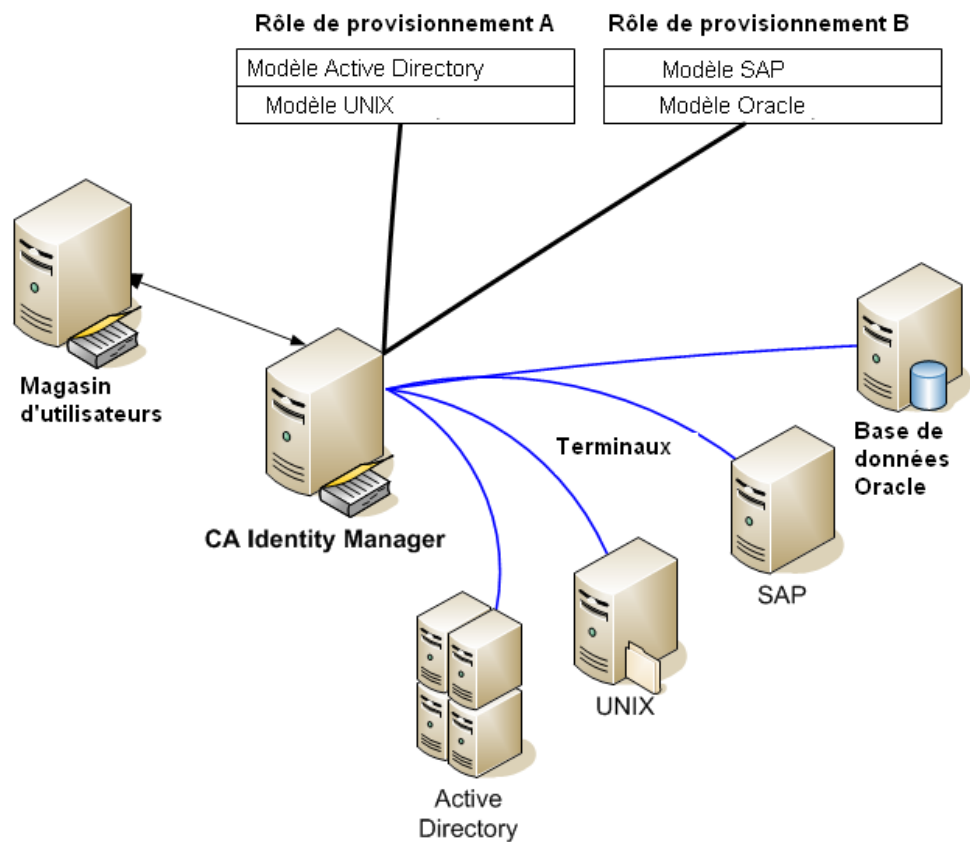 Rôle de provisionnement A
Rôle de provisionnement B
Modèle Active Directory
Modèle UNIX
Modèle SAP
Modèle Oracle
Magasin
d'utilisateurs
CA Identity Manager
Terminaux
Base de
données
Oracle
SAP
UNIX
Active
Directory